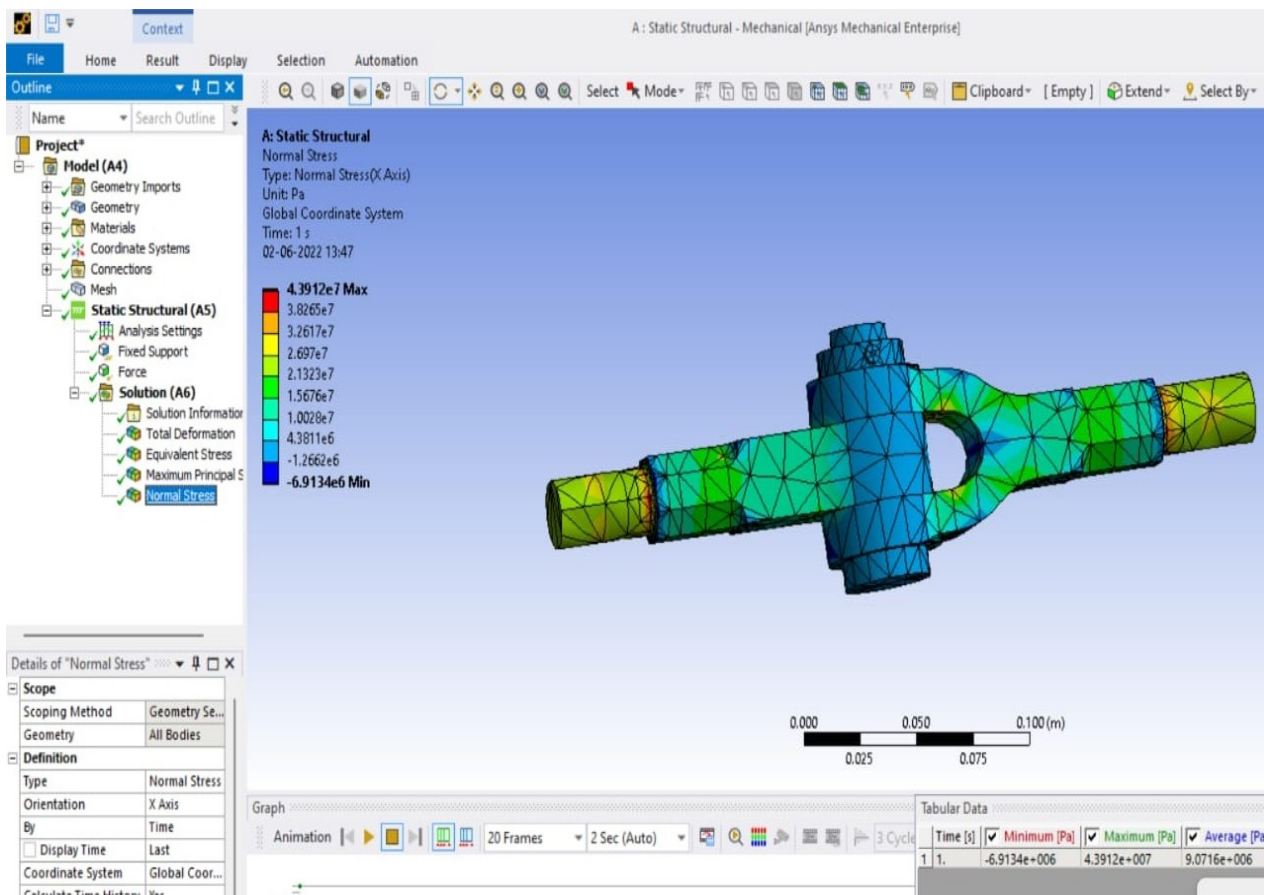 Context
A : Static Structural - Mechanical [Ansys Mechanical Enterprise]
File Home Result Display Selection Automation
Outline
Select Mode Clipboard [ Empty ] Extend Select By
Name Search Outline
Project*
Model (A4)
Geometry Imports
Geometry
Materials
Coordinate Systems
Connections
Mesh
Static Structural (A5)
Analysis Settings
Fixed Support
Force
Solution (A6)
Solution Information
Total Deformation
Equivalent Stress
Maximum Principal S
Normal Stress
A: Static Structural
Normal Stress
Type: Normal Stress(X Axis)
Unit: Pa
Global Coordinate System
Time: 1 s
02-06-2022 13:47
4.3912e7 Max
3.8265e7
3.2617e7
2.697e7
2.1323e7
1.5676e7
1.0028e7
4.3811e6
-1.2662e6
-6.9134e6 Min
0.000 0.050 0.100 (m)
0.025 0.075
Details of "Normal Stress"
Scope
Scoping Method Geometry Se...
Geometry All Bodies
Definition
Type Normal Stress
Orientation X Axis
By Time
Display Time Last
Coordinate System Global Coor...
Calculate Time History Yes
Graph
Animation 20 Frames 2 Sec (Auto) 3 Cycle
Tabular Data
Time [s] Minimum [Pa] Maximum [Pa] Average [Pa
1 1. -6.9134e+006 4.3912e+007 9.0716e+006